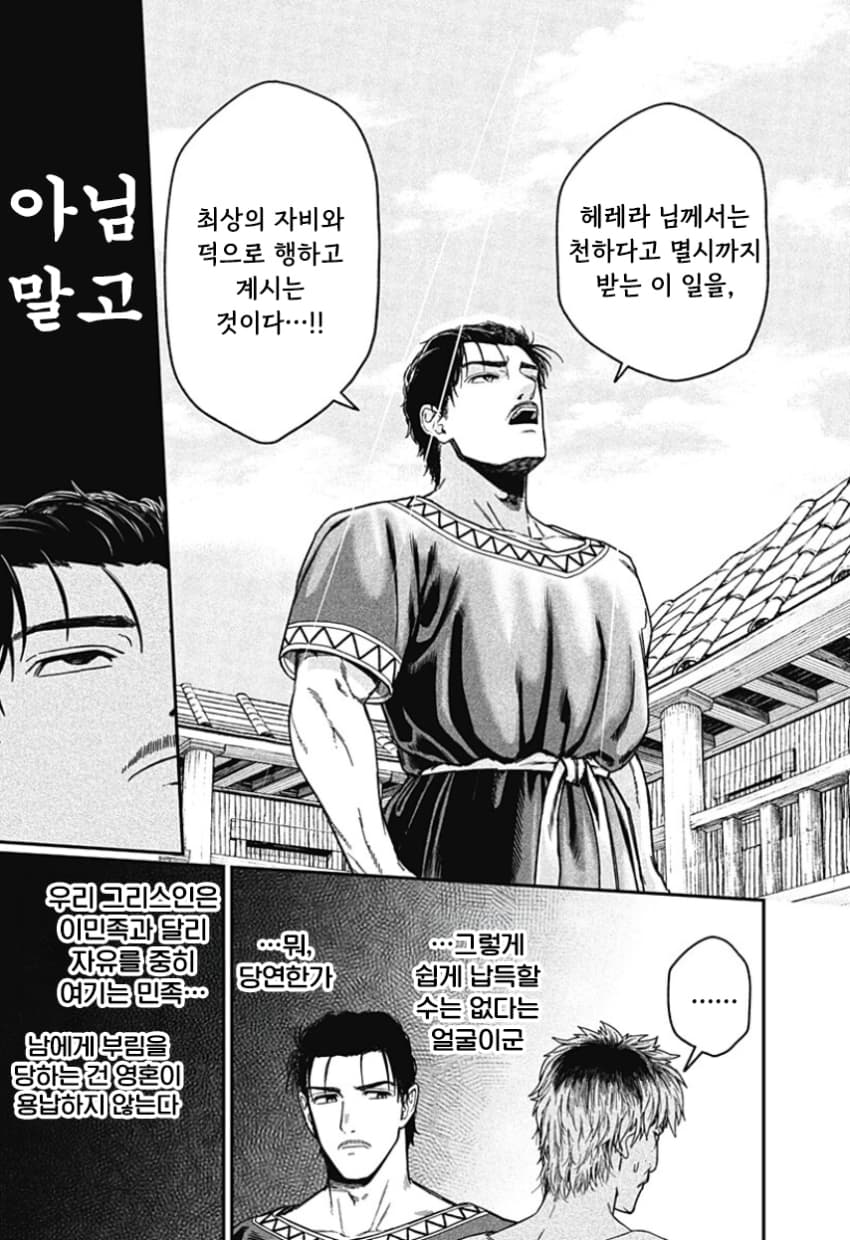 헤레라 님께서는
천하다고 멸시까지
받는 이 일을,
최상의 자비와
덕으로 행하고
계시는
것이다…!!
아님
말고
……
…그렇게
쉽게 납득할
수는 없다는
얼굴이군
…뭐,
당연한가
우리 그리스인은
이민족과 달리
자유를 중히
여기는 민족…
남에게 부림을
당하는 건 영혼이
용납하지 않는다